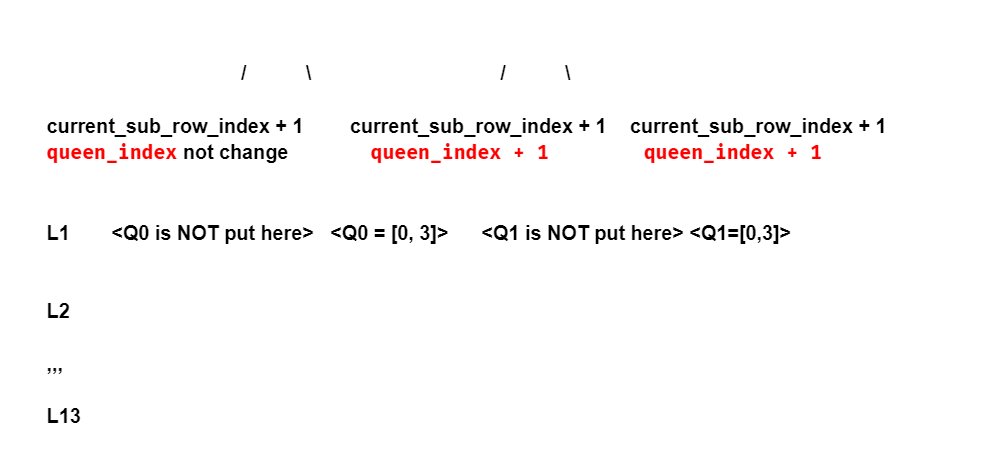 / \ / \
current_sub_row_index + 1 current_sub_row_index + 1 current_sub_row_index + 1
queen_index not change queen_index + 1 queen_index + 1
L1 <Q0 is NOT put here> <Q0 = [0, 3]> <Q1 is NOT put here> <Q1=[0,3]>
L2
,,,
L13